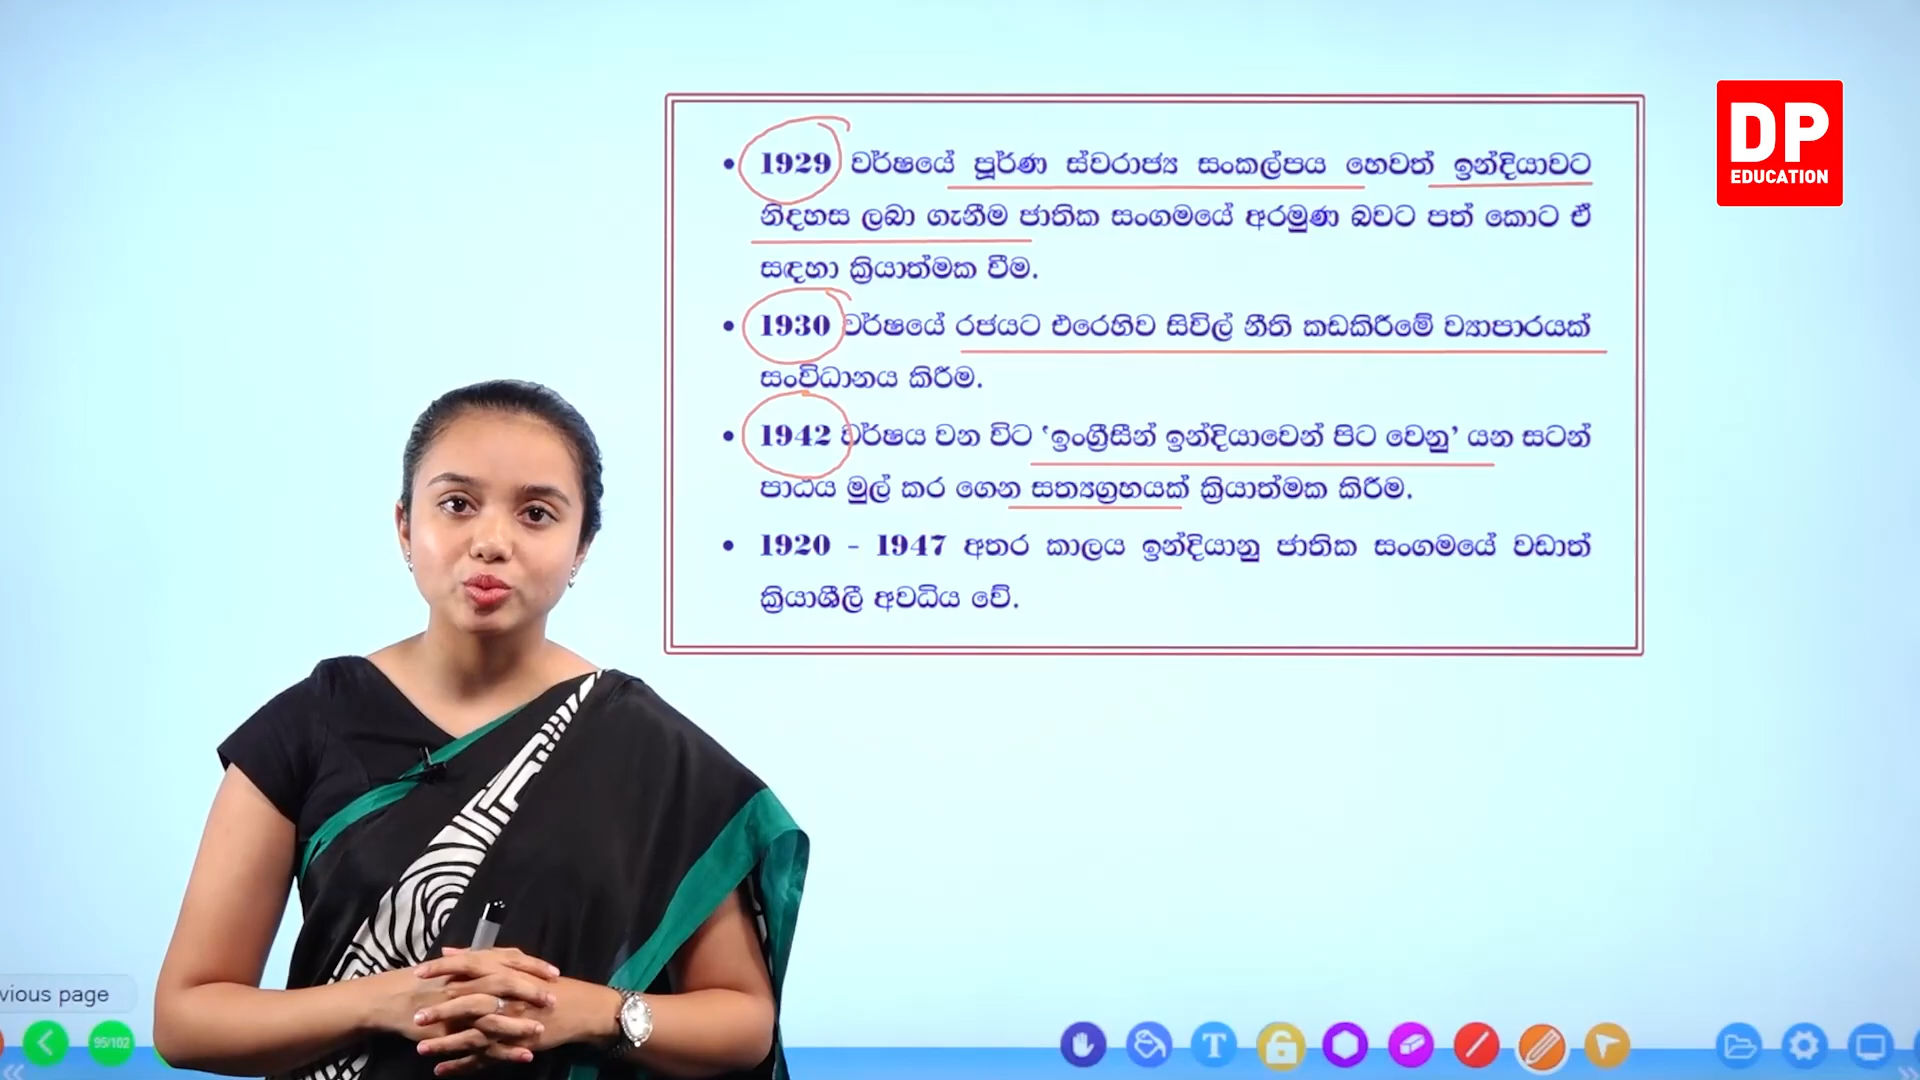 DP
EDUCATION
• 1929 වර්ෂයේ පූර්ණ ස්වරාජ්‍ය සංකල්පය හෙවත් ඉන්දියාවට
නිදහස ලබා ගැනීම ජාතික සංගමයේ අරමුණ බවට පත් කොට ඒ
සඳහා ක්‍රියාත්මක වීම.
• 1930 වර්ෂයේ රජයට එරෙහිව සිවිල් නීති කඩකිරීමේ ව්‍යාපාරයක්
සංවිධානය කිරීම.
• 1942 වර්ෂය වන විට ‘ඉංග්‍රීසීන් ඉන්දියාවෙන් පිට වෙනු’ යන සටන්
පාඨය මුල් කර ගෙන සත්‍යග්‍රහයක් ක්‍රියාත්මක කිරීම.
• 1920 - 1947 අතර කාලය ඉන්දියානු ජාතික සංගමයේ වඩාත්
ක්‍රියාශීලී අවධිය වේ.
vious page
95/102
T